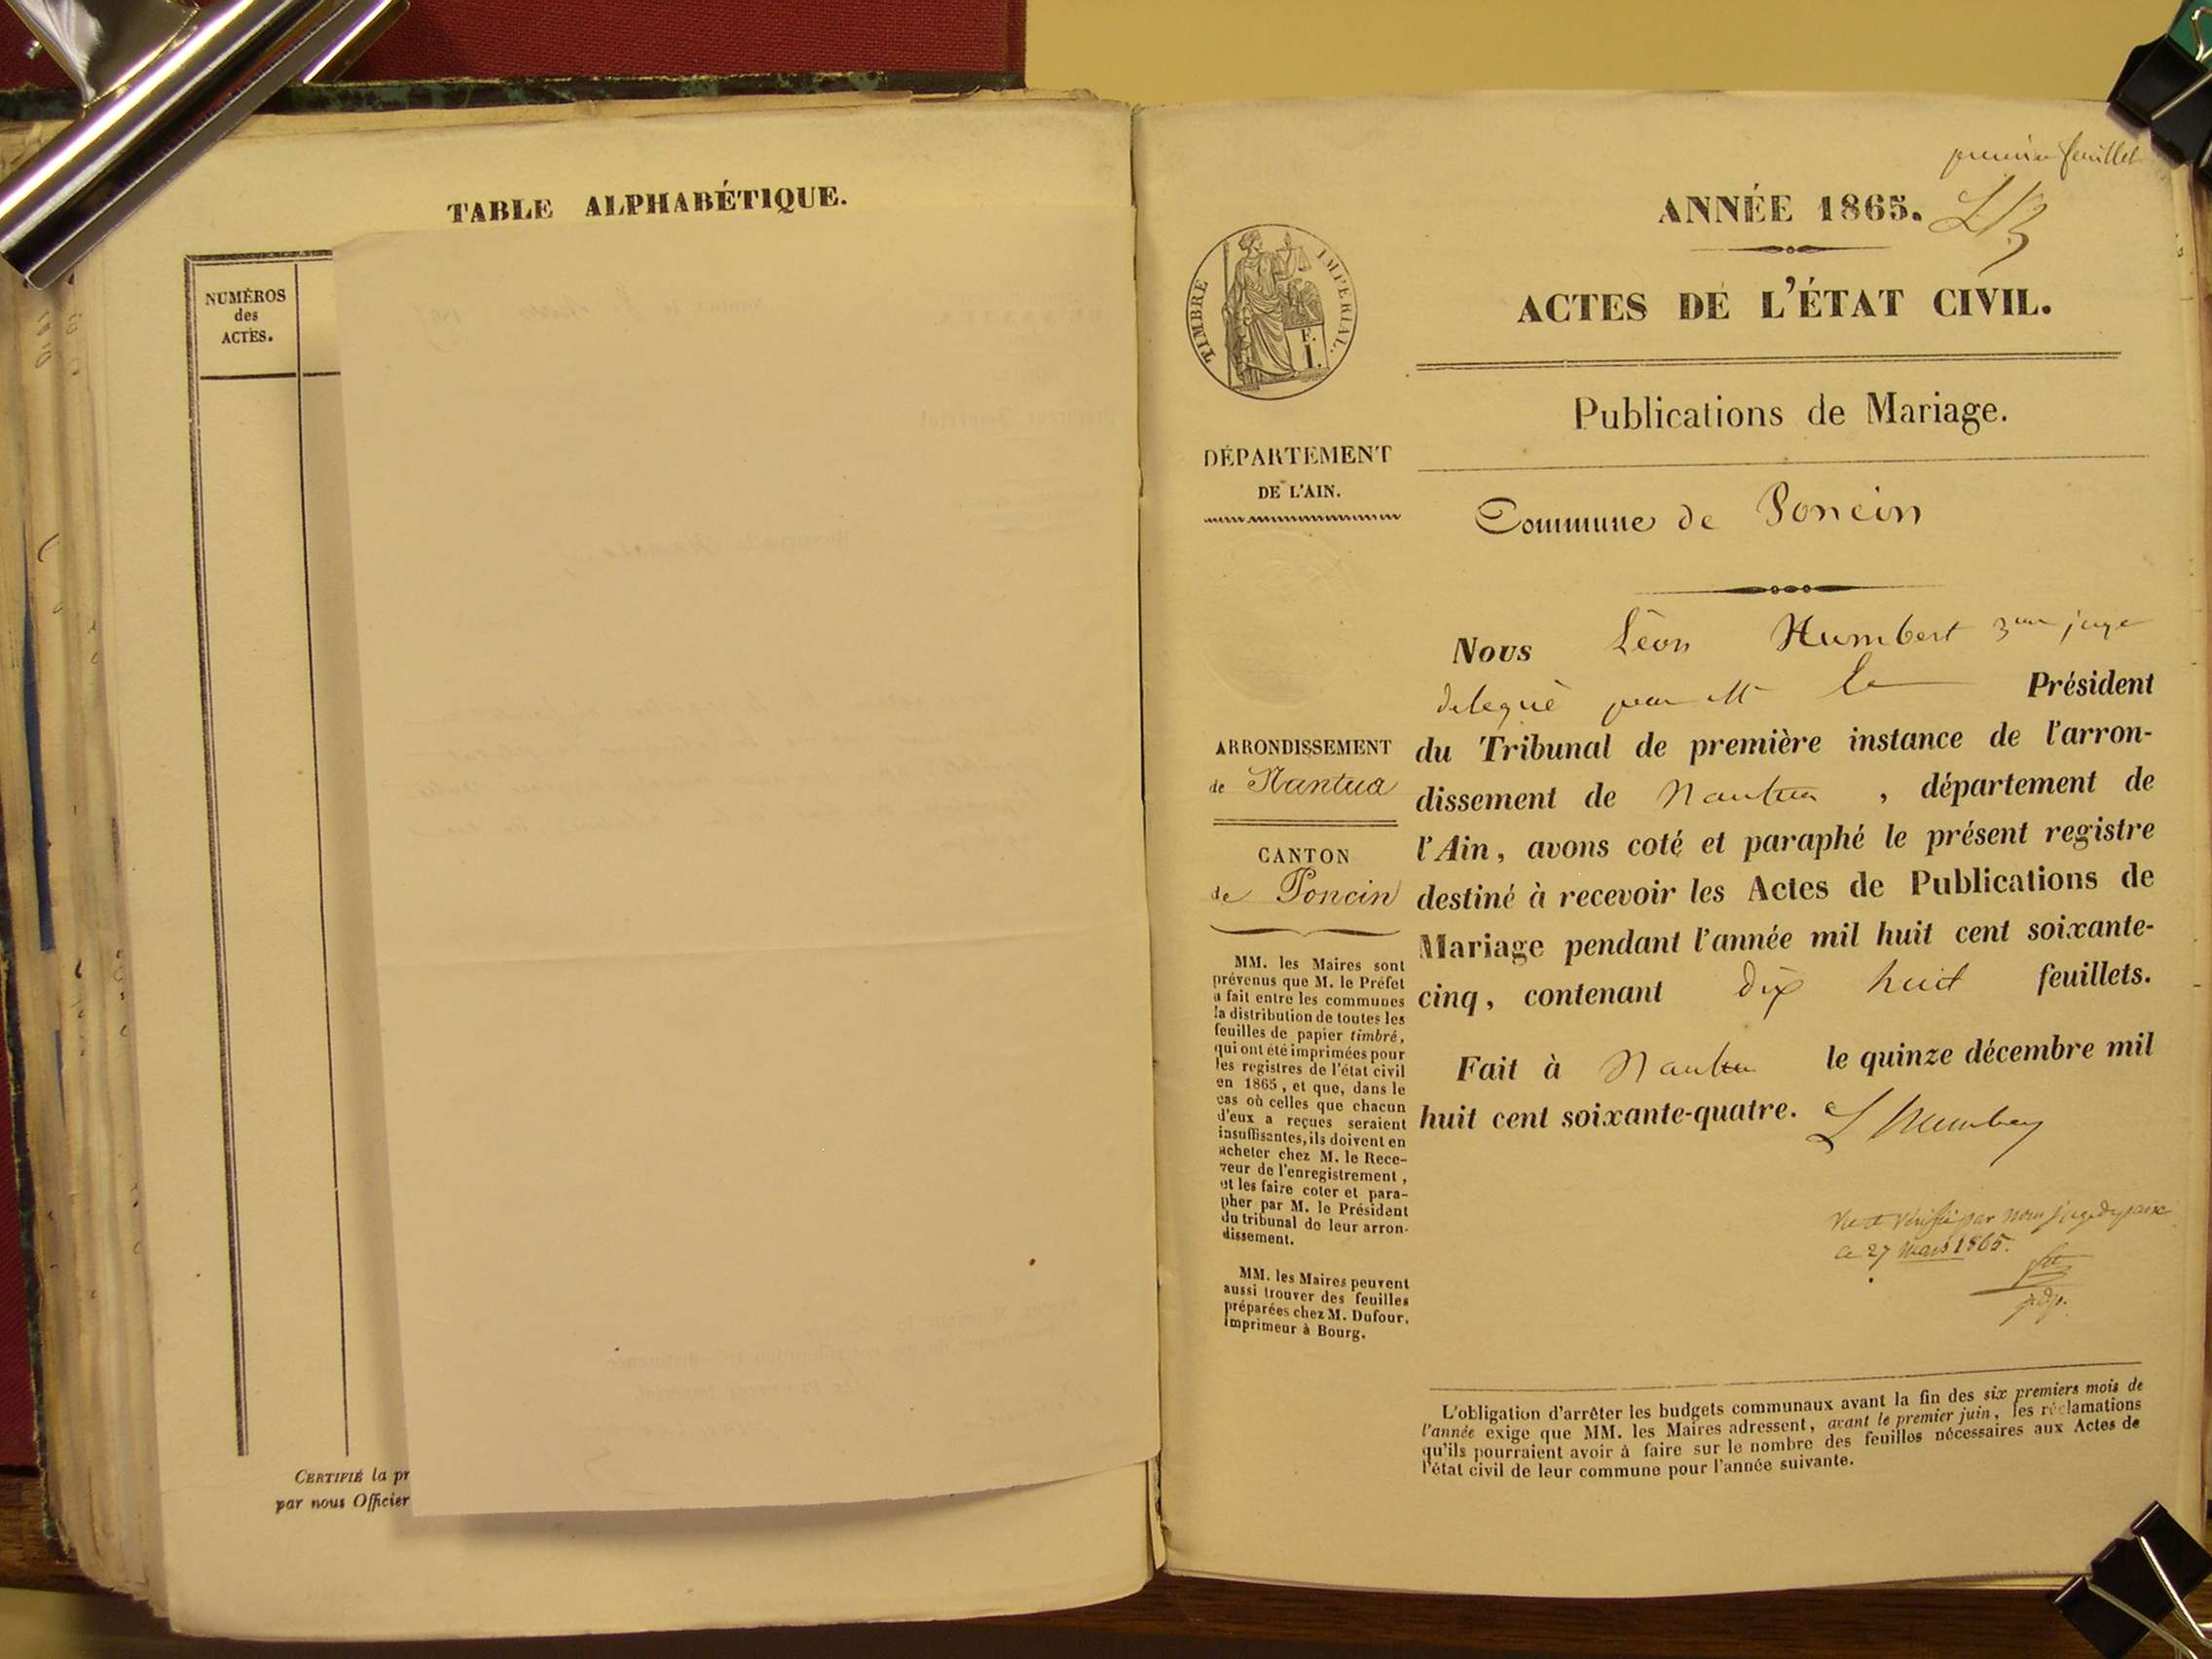 TABLE ALPHABÉTIQUE.
NUMÉROS
des
ACTES.
CERTIFIÉ la pr
par nous Officier
premier feuillet
ANNÉE 1865.
ACTES DE L'ÉTAT CIVIL.
TIMBRE IMPERIAL.
E.
I.
Publications de Mariage.
DÉPARTEMENT
DE L'AIN.
Commune de Poncin
Nous Léon Humbert 3me juge
délégué par M le Président
du Tribunal de première instance de l'arron-
dissement de Nantua , département de
l'Ain, avons coté et paraphé le présent registre
destiné à recevoir les Actes de Publications de
Mariage pendant l'année mil huit cent soixante-
cinq, contenant dix huit feuillets.
Fait à Nantua le quinze décembre mil
huit cent soixante-quatre. L Humbert
ARRONDISSEMENT
de Nantua
CANTON
de Poncin
MM. les Maires sont
prévenus que M. le Préfet
a fait entre les communes
la distribution de toutes les
feuilles de papier timbré,
qui ont été imprimées pour
les registres de l'état civil
en 1865, et que, dans le
cas où celles que chacun
d'eux a reçues seraient
insuffisantes, ils doivent en
acheter chez M. le Rece-
veur de l'enregistrement,
et les faire coter et para-
pher par M. le Président
du tribunal de leur arron-
dissement.
MM. les Maires peuvent
aussi trouver des feuilles
préparées chez M. Dufour,
imprimeur à Bourg.
Vu et vérifié par nous juge de paix
ce 27 mars 1865.
L'obligation d'arrêter les budgets communaux avant la fin des six premiers mois de
l'année exige que MM. les Maires adressent, avant le premier juin, les réclamations
qu'ils pourraient avoir à faire sur le nombre des feuilles nécessaires aux Actes de
l'état civil de leur commune pour l'année suivante.